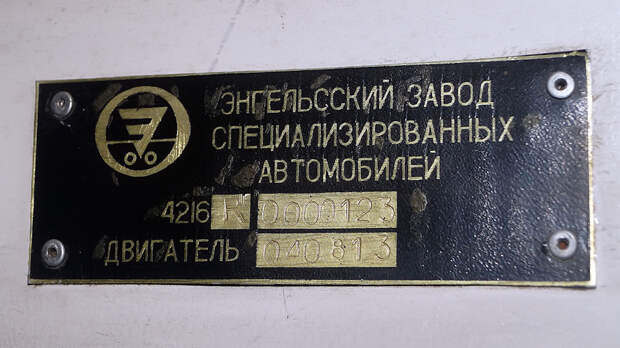 ЭНГЕЛЬССКИЙ ЗАВОД
СПЕЦИАЛИЗИРОВАННЫХ
АВТОМОБИЛЕЙ
4216 К 0000123
ДВИГАТЕЛЬ 040813